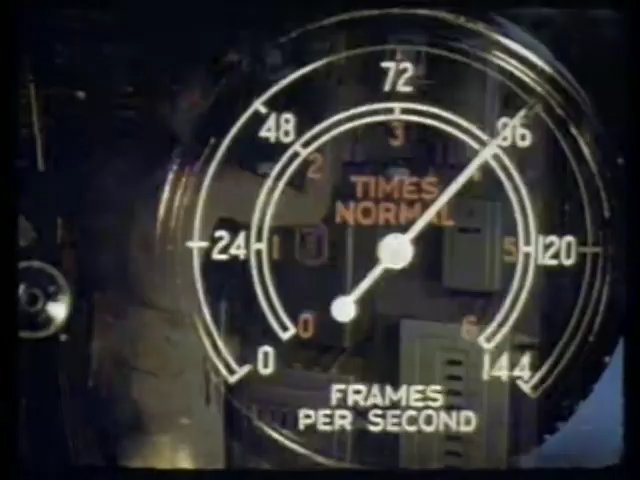 72
48 3 96
2
TIMES
NORMAL
24 1 5 120
0 6
0 144
FRAMES
PER SECOND